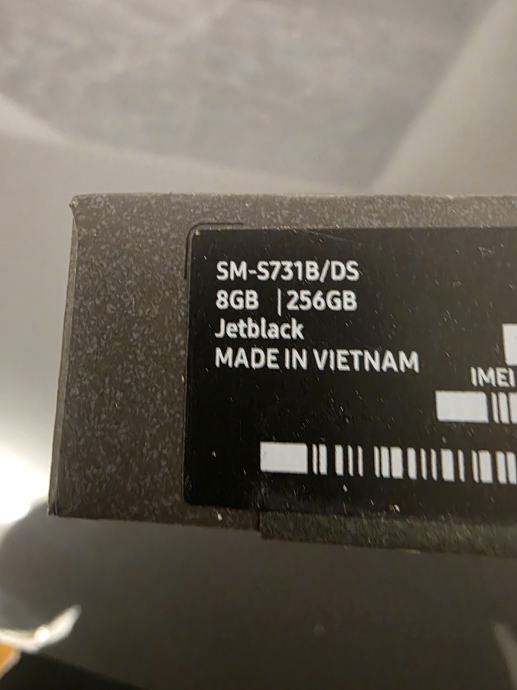 SM-S731B/DS
8GB | 256GB
Jetblack
MADE IN VIETNAM
IMEI